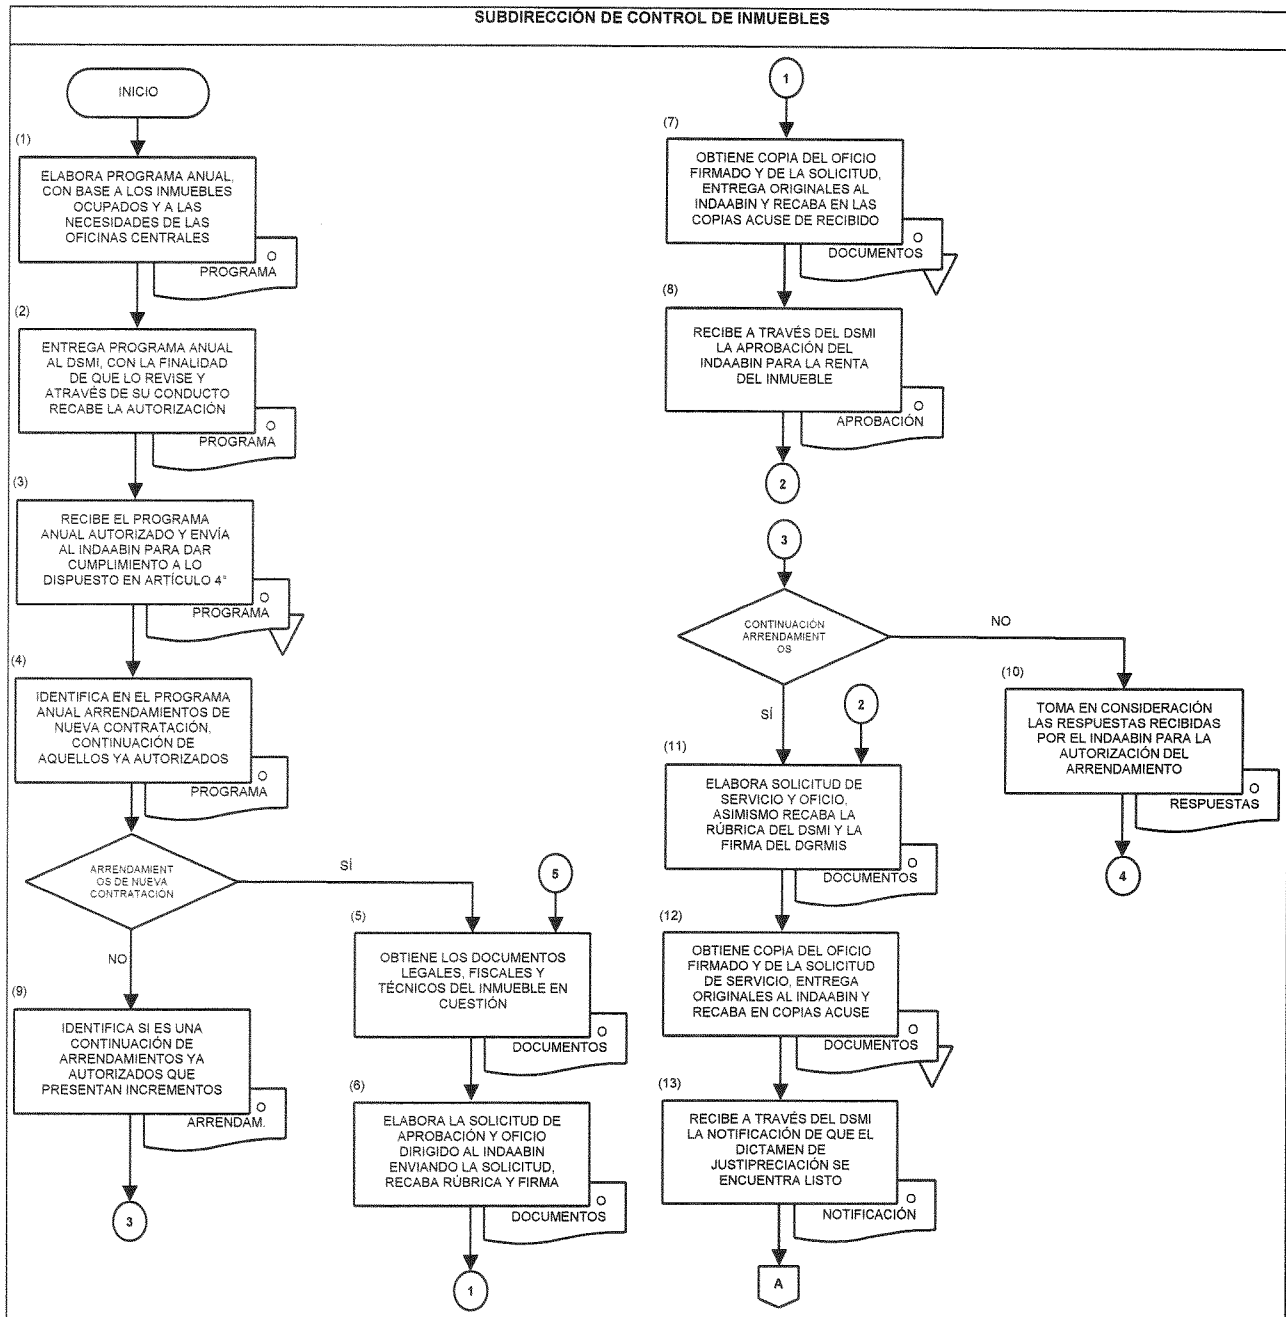 SUBDIRECCIÓN DE CONTROL DE INMUEBLES
INICIO
(1)
ELABORA PROGRAMA ANUAL,
CON BASE A LOS INMUEBLES
OCUPADOS Y A LAS
NECESIDADES DE LAS
OFICINAS CENTRALES
O
PROGRAMA
(2)
ENTREGA PROGRAMA ANUAL
AL DSMI, CON LA FINALIDAD
DE QUE LO REVISE Y
ATRAVÉS DE SU CONDUCTO
RECABE LA AUTORIZACIÓN
O
PROGRAMA
(3)
RECIBE EL PROGRAMA
ANUAL AUTORIZADO Y ENVÍA
AL INDAABIN PARA DAR
CUMPLIMIENTO A LO
DISPUESTO EN ARTÍCULO 4°
O
PROGRAMA
(4)
IDENTIFICA EN EL PROGRAMA
ANUAL ARRENDAMIENTOS DE
NUEVA CONTRATACIÓN,
CONTINUACIÓN DE
AQUELLOS YA AUTORIZADOS
O
PROGRAMA
ARRENDAMIENT
OS DE NUEVA
CONTRATACIÓN
SÍ
NO
(9)
IDENTIFICA SI ES UNA
CONTINUACIÓN DE
ARRENDAMIENTOS YA
AUTORIZADOS QUE
PRESENTAN INCREMENTOS
O
ARRENDAM.
3
5
(5)
OBTIENE LOS DOCUMENTOS
LEGALES, FISCALES Y
TÉCNICOS DEL INMUEBLE EN
CUESTIÓN
O
DOCUMENTOS
(6)
ELABORA LA SOLICITUD DE
APROBACIÓN Y OFICIO
DIRIGIDO AL INDAABIN
ENVIANDO LA SOLICITUD,
RECABA RÚBRICA Y FIRMA
O
DOCUMENTOS
1
1
(7)
OBTIENE COPIA DEL OFICIO
FIRMADO Y DE LA SOLICITUD,
ENTREGA ORIGINALES AL
INDAABIN Y RECABA EN LAS
COPIAS ACUSE DE RECIBIDO
O
DOCUMENTOS
(8)
RECIBE A TRAVÉS DEL DSMI
LA APROBACIÓN DEL
INDAABIN PARA LA RENTA
DEL INMUEBLE
O
APROBACIÓN
2
3
CONTINUACIÓN
ARRENDAMIENT
OS
NO
SÍ
(10)
TOMA EN CONSIDERACIÓN
LAS RESPUESTAS RECIBIDAS
POR EL INDAABIN PARA LA
AUTORIZACIÓN DEL
ARRENDAMIENTO
O
RESPUESTAS
4
2
(11)
ELABORA SOLICITUD DE
SERVICIO Y OFICIO,
ASIMISMO RECABA LA
RÚBRICA DEL DSMI Y LA
FIRMA DEL DGRMIS
O
DOCUMENTOS
(12)
OBTIENE COPIA DEL OFICIO
FIRMADO Y DE LA SOLICITUD
DE SERVICIO, ENTREGA
ORIGINALES AL INDAABIN Y
RECABA EN COPIAS ACUSE
O
DOCUMENTOS
(13)
RECIBE A TRAVÉS DEL DSMI
LA NOTIFICACIÓN DE QUE EL
DICTAMEN DE
JUSTIPRECIACIÓN SE
ENCUENTRA LISTO
O
NOTIFICACIÓN
A